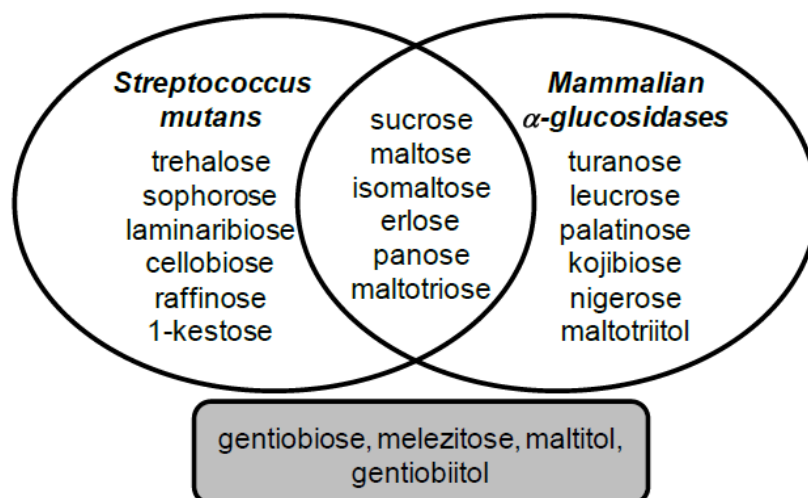 Streptococcus
mutans
trehalose
sophorose
laminaribiose
cellobiose
raffinose
1-kestose
sucrose
maltose
isomaltose
erlose
panose
maltotriose
Mammalian
α-glucosidases
turanose
leucrose
palatinose
kojibiose
nigerose
maltotriitol
gentiobiose, melezitose, maltitol,
gentiobiitol